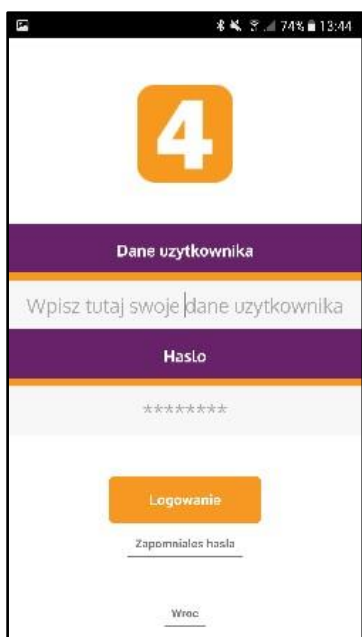 74% 13:44
4
Dane uzytkownika
Wpisz tutaj swoje dane uzytkownika
Haslo
********
Logowanie
Zapomniales hasla
Wroc